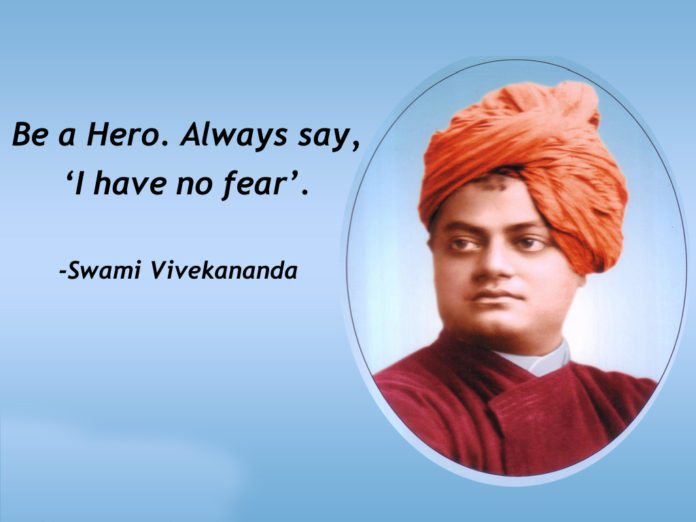 Be a Hero. Always say,
‘I have no fear’.
-Swami Vivekananda